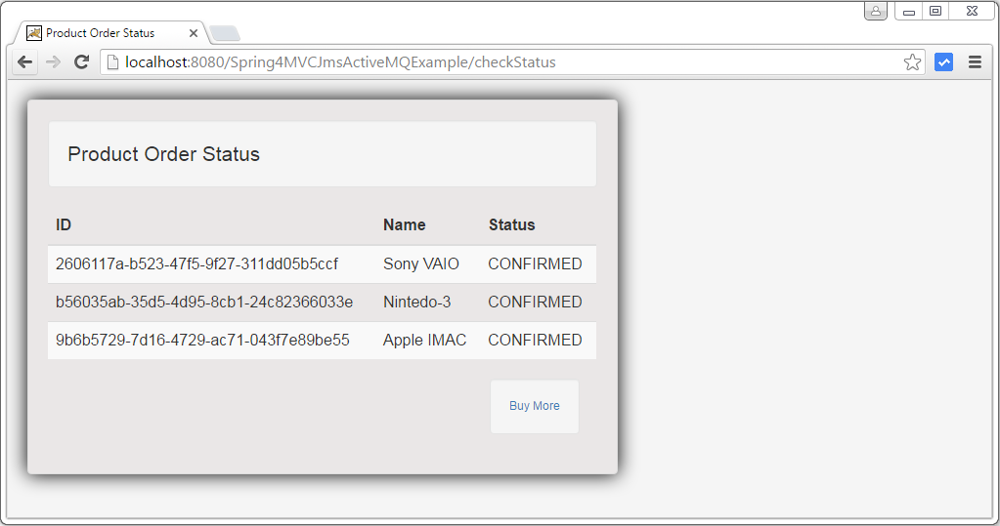 Product Order Status
localhost:8080/Spring4MVCJmsActiveMQExample/checkStatus
Product Order Status
ID Name Status
2606117a-b523-47f5-9f27-311dd05b5ccf Sony VAIO CONFIRMED
b56035ab-35d5-4d95-8cb1-24c82366033e Nintedo-3 CONFIRMED
9b6b5729-7d16-4729-ac71-043f7e89be55 Apple IMAC CONFIRMED
Buy More